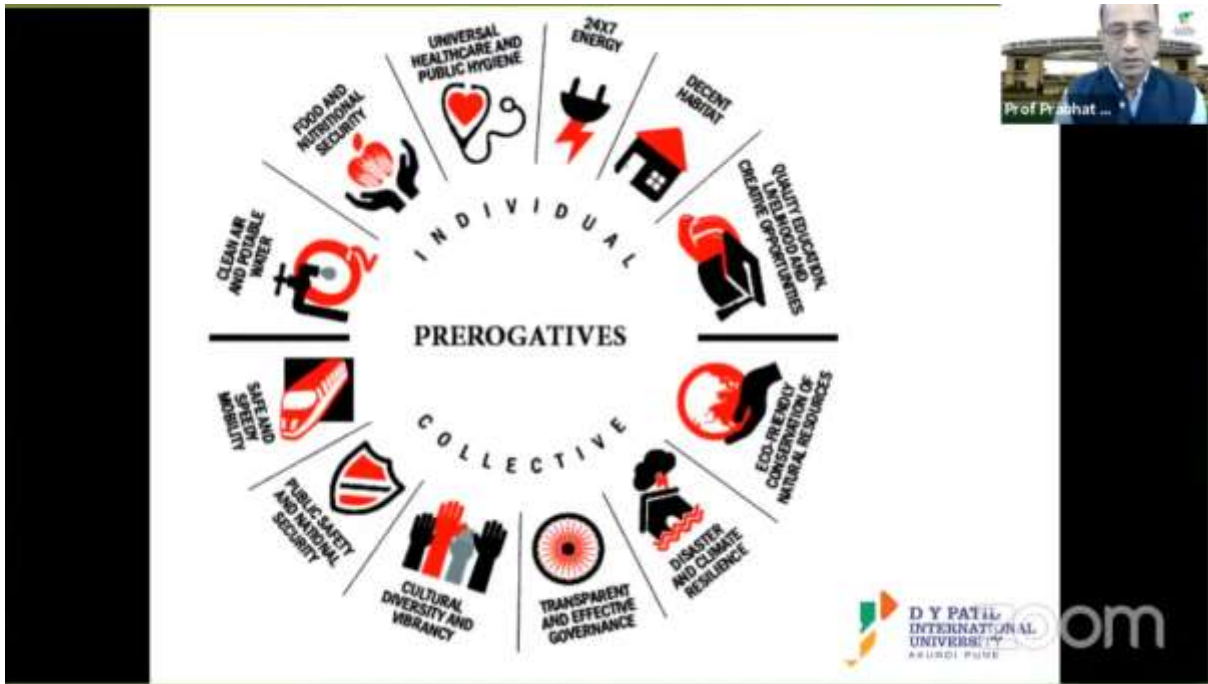 UNIVERSAL
HEALTHCARE AND
PUBLIC HYGIENE
24X7
ENERGY
DECENT
HABITAT
FOOD AND
NUTRITIONAL
SECURITY
QUALITY EDUCATION,
LIVELIHOOD AND
CREATIVE OPPORTUNITIES
CLEAN AIR
AND POTABLE
WATER
2
INDIVIDUAL
PREROGATIVES
COLLECTIVE
SAFE AND
SPEEDY
MOBILITY
PUBLIC SAFETY
AND NATIONAL
SECURITY
CULTURAL
DIVERSITY AND
VIBRANCY
TRANSPARENT
AND EFFECTIVE
GOVERNANCE
DISASTER
AND CLIMATE
RESILIENCE
ECO-FRIENDLY
CONSERVATION OF
NATURAL RESOURCES
Prof Prabhat ...
D Y PATIL
INTERNATIONAL
UNIVERSITY
AKURDI PUNE
zoom